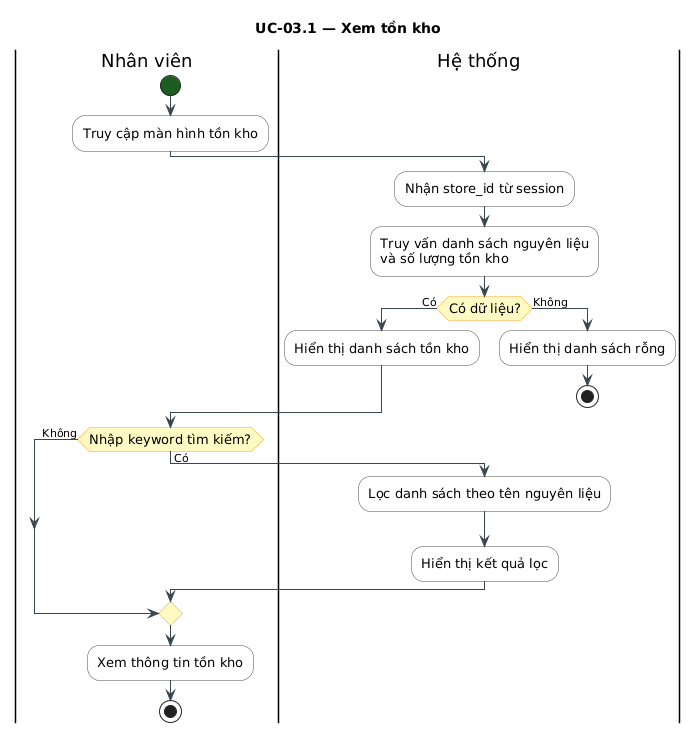 UC-03.1 — Xem tồn kho
Nhân viên
Hệ thống
Truy cập màn hình tồn kho
Nhận store_id từ session
Truy vấn danh sách nguyên liệu
và số lượng tồn kho
Có
Có dữ liệu?
Không
Hiển thị danh sách tồn kho
Hiển thị danh sách rỗng
Không
Nhập keyword tìm kiếm?
Có
Lọc danh sách theo tên nguyên liệu
Hiển thị kết quả lọc
Xem thông tin tồn kho